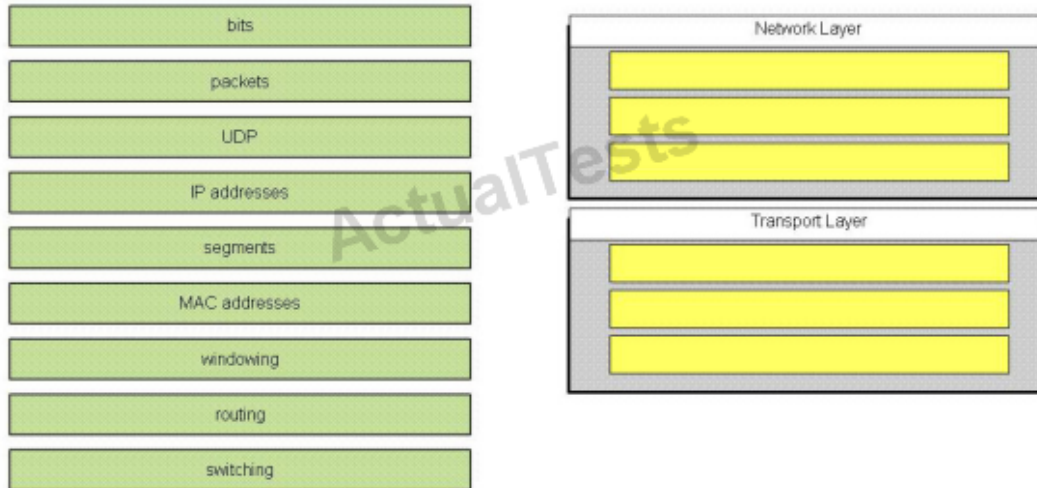 bits
packets
UDP
IP addresses
segments
MAC addresses
windowing
routing
switching
Network Layer
Transport Layer
ActualTests